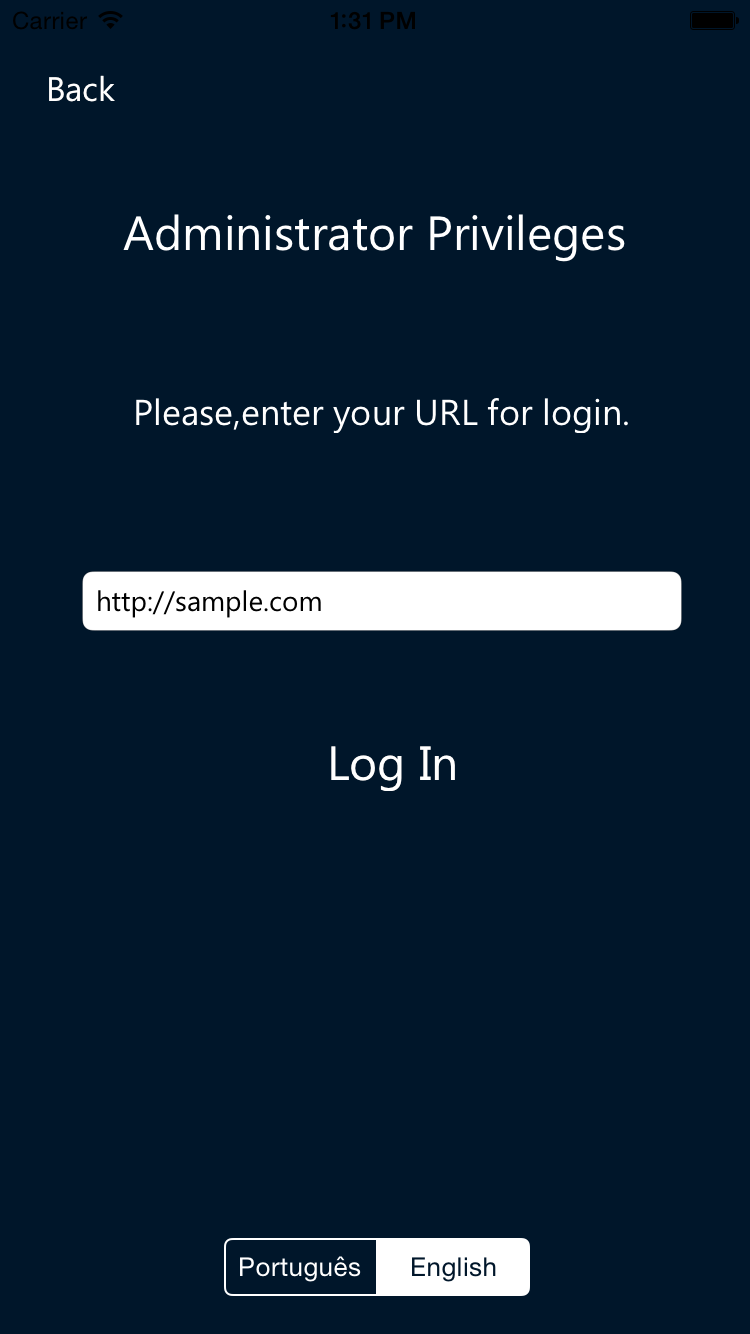 Carrier 1:31 PM
Back
Administrator Privileges
Please,enter your URL for login.
http://sample.com
Log In
Português English